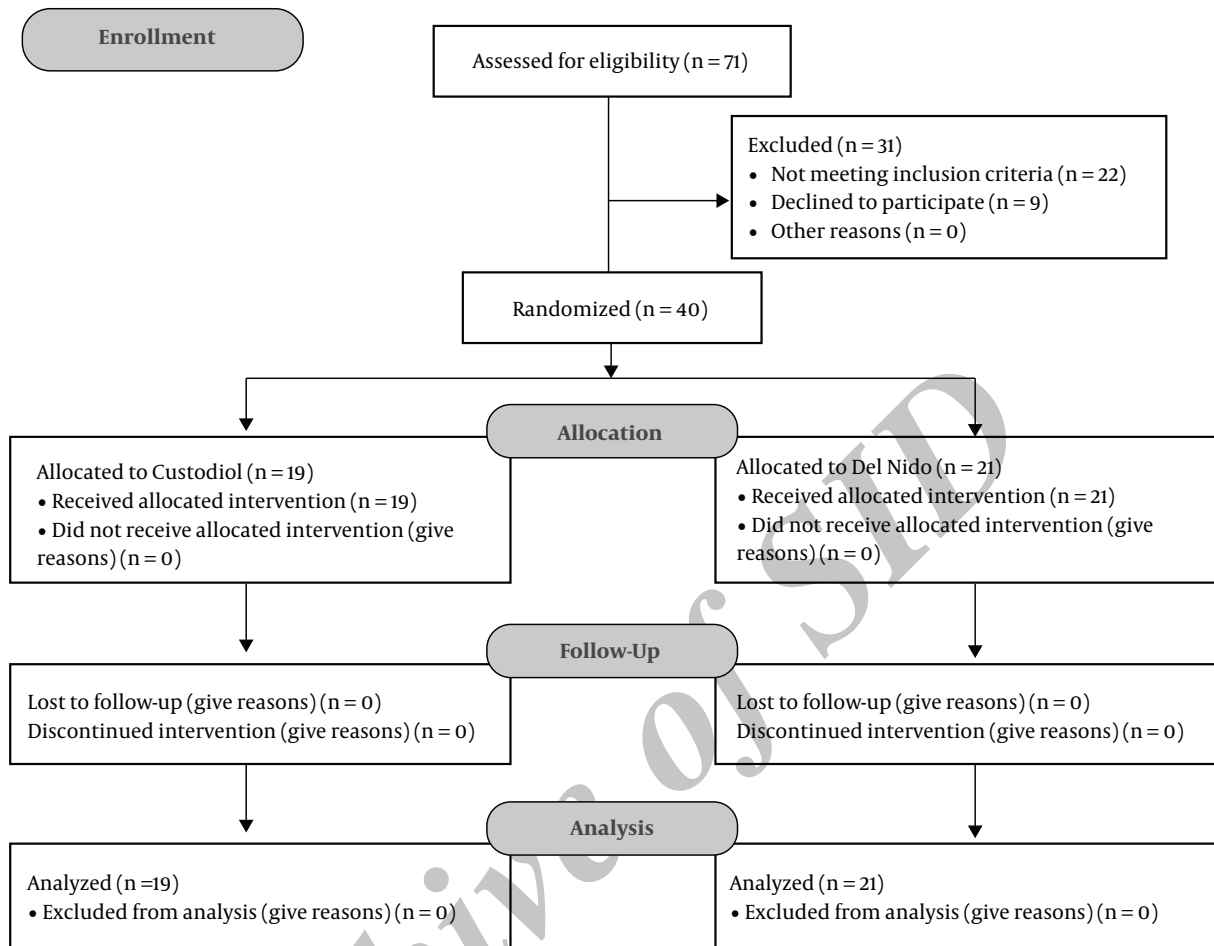 Enrollment
Assessed for eligibility (n = 71)
Excluded (n = 31)
• Not meeting inclusion criteria (n = 22)
• Declined to participate (n = 9)
• Other reasons (n = 0)
Randomized (n = 40)
Allocation
Allocated to Custodiol (n = 19)
• Received allocated intervention (n = 19)
• Did not receive allocated intervention (give
reasons) (n = 0)
Allocated to Del Nido (n = 21)
• Received allocated intervention (n = 21)
• Did not receive allocated intervention (give
reasons) (n = 0)
Follow-Up
Lost to follow-up (give reasons) (n = 0)
Discontinued intervention (give reasons) (n = 0)
Lost to follow-up (give reasons) (n = 0)
Discontinued intervention (give reasons) (n = 0)
Analysis
Analyzed (n =19)
• Excluded from analysis (give reasons) (n = 0)
Analyzed (n = 21)
• Excluded from analysis (give reasons) (n = 0)
hive of SID